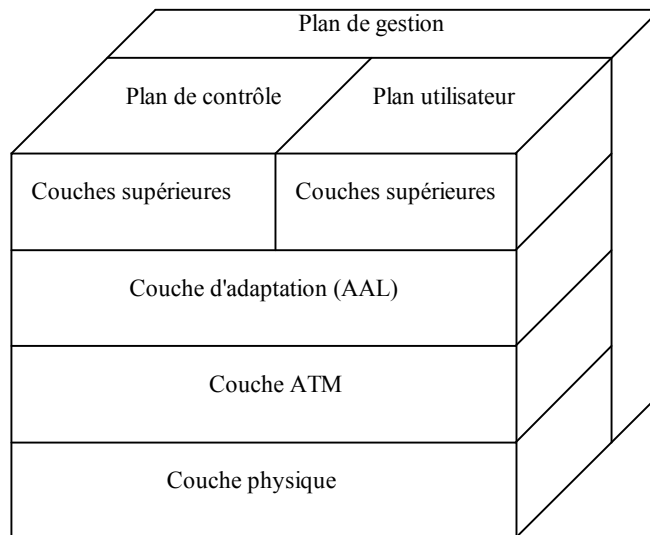 Plan de gestion
Plan de contrôle
Plan utilisateur
Couches supérieures
Couches supérieures
Couche d'adaptation (AAL)
Couche ATM
Couche physique